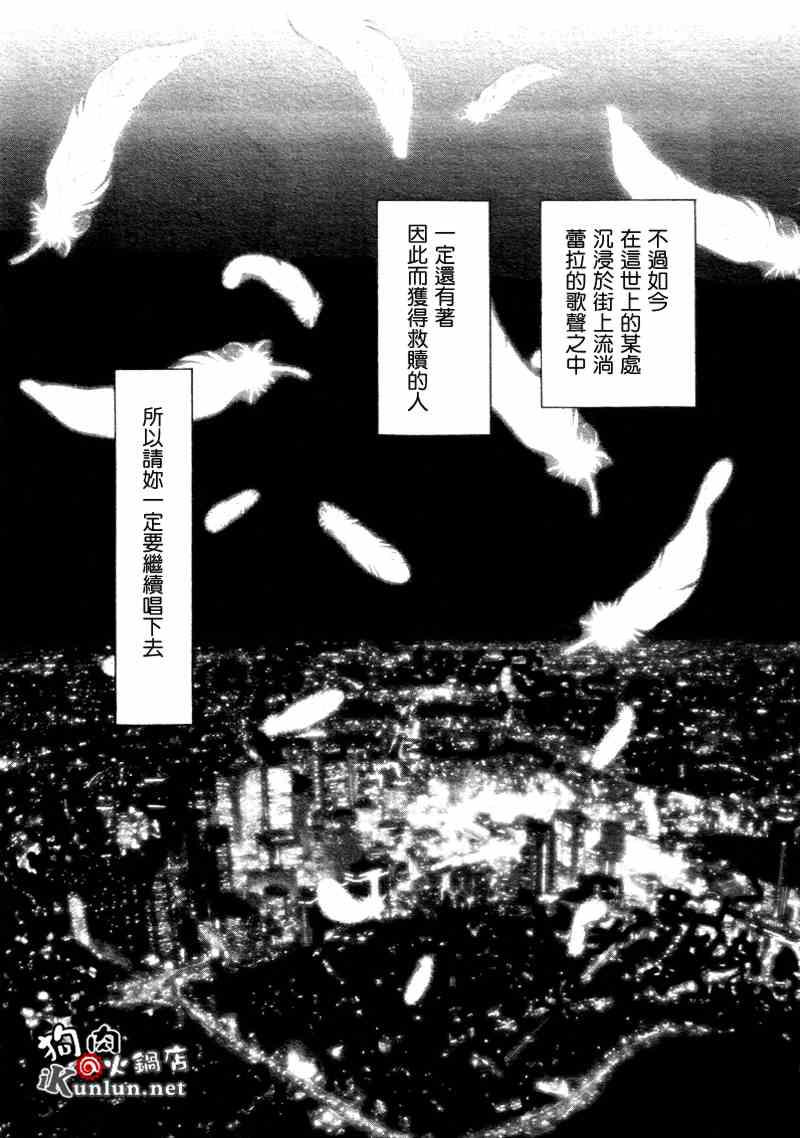 不過如今
在這世上的某處
沉浸於街上流淌
蕾拉的歌聲之中
一定還有著
因此而獲得救贖的人
所以請妳一定要繼續唱下去
狗肉@火鍋店
iKunlun.net